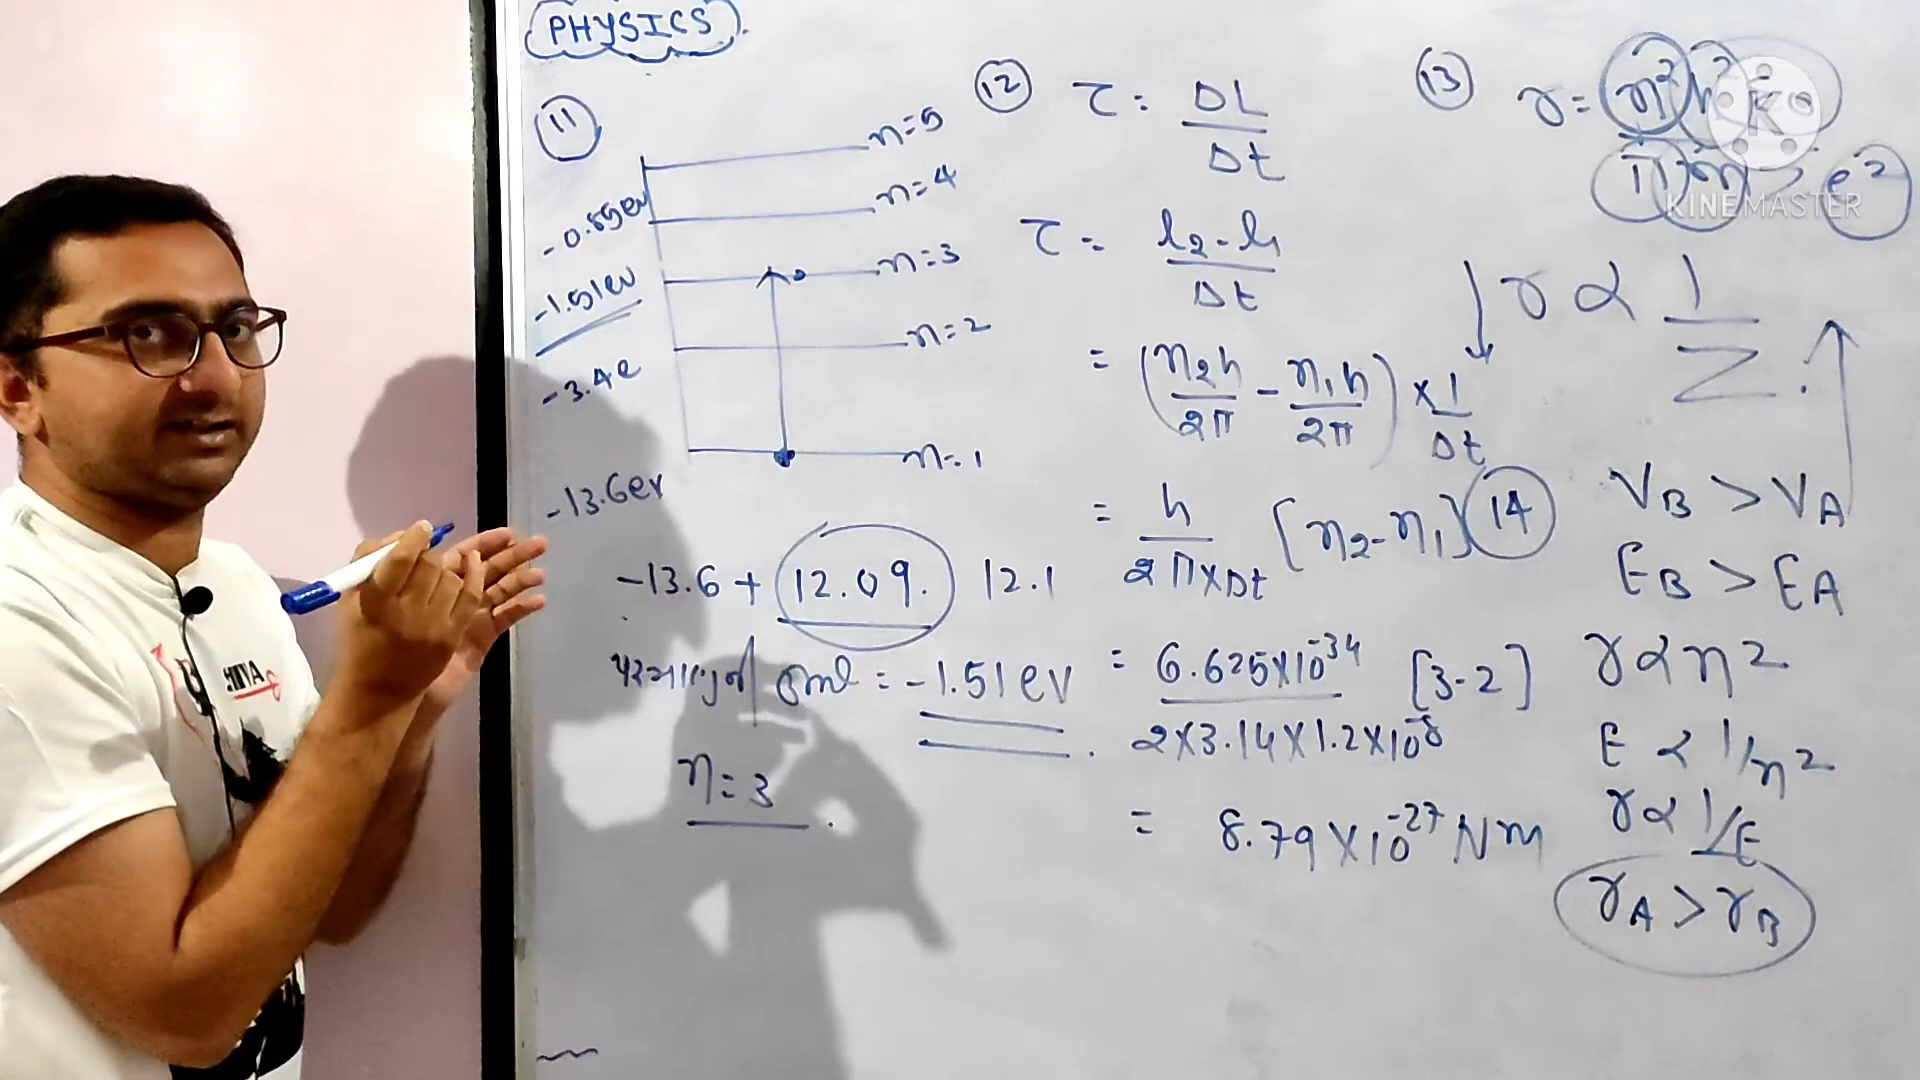 PHYSICS
11
n=5
n=4
-0.85ev
n=3
-1.51ev
n=2
-3.4e
n=1
-13.6ev
-13.6 + 12.09. 12.1
= -1.51ev
n=3
12
τ = ΔL / Δt
τ = l2 - l1 / Δt
= (n2h / 2π - n1h / 2π) × 1 / Δt
= h / 2π×Δt [n2-n1]
= 6.625×10^-34 [3-2]
2×3.14×1.2×10^-8
= 8.79×10^-27 Nm
13
r = n² h² / π m e²
r ∝ 1 / Z
14
VB > VA
EB > EA
r ∝ n²
E ∝ 1/n²
r ∝ 1/E
rA > rB
K
KINEMASTER